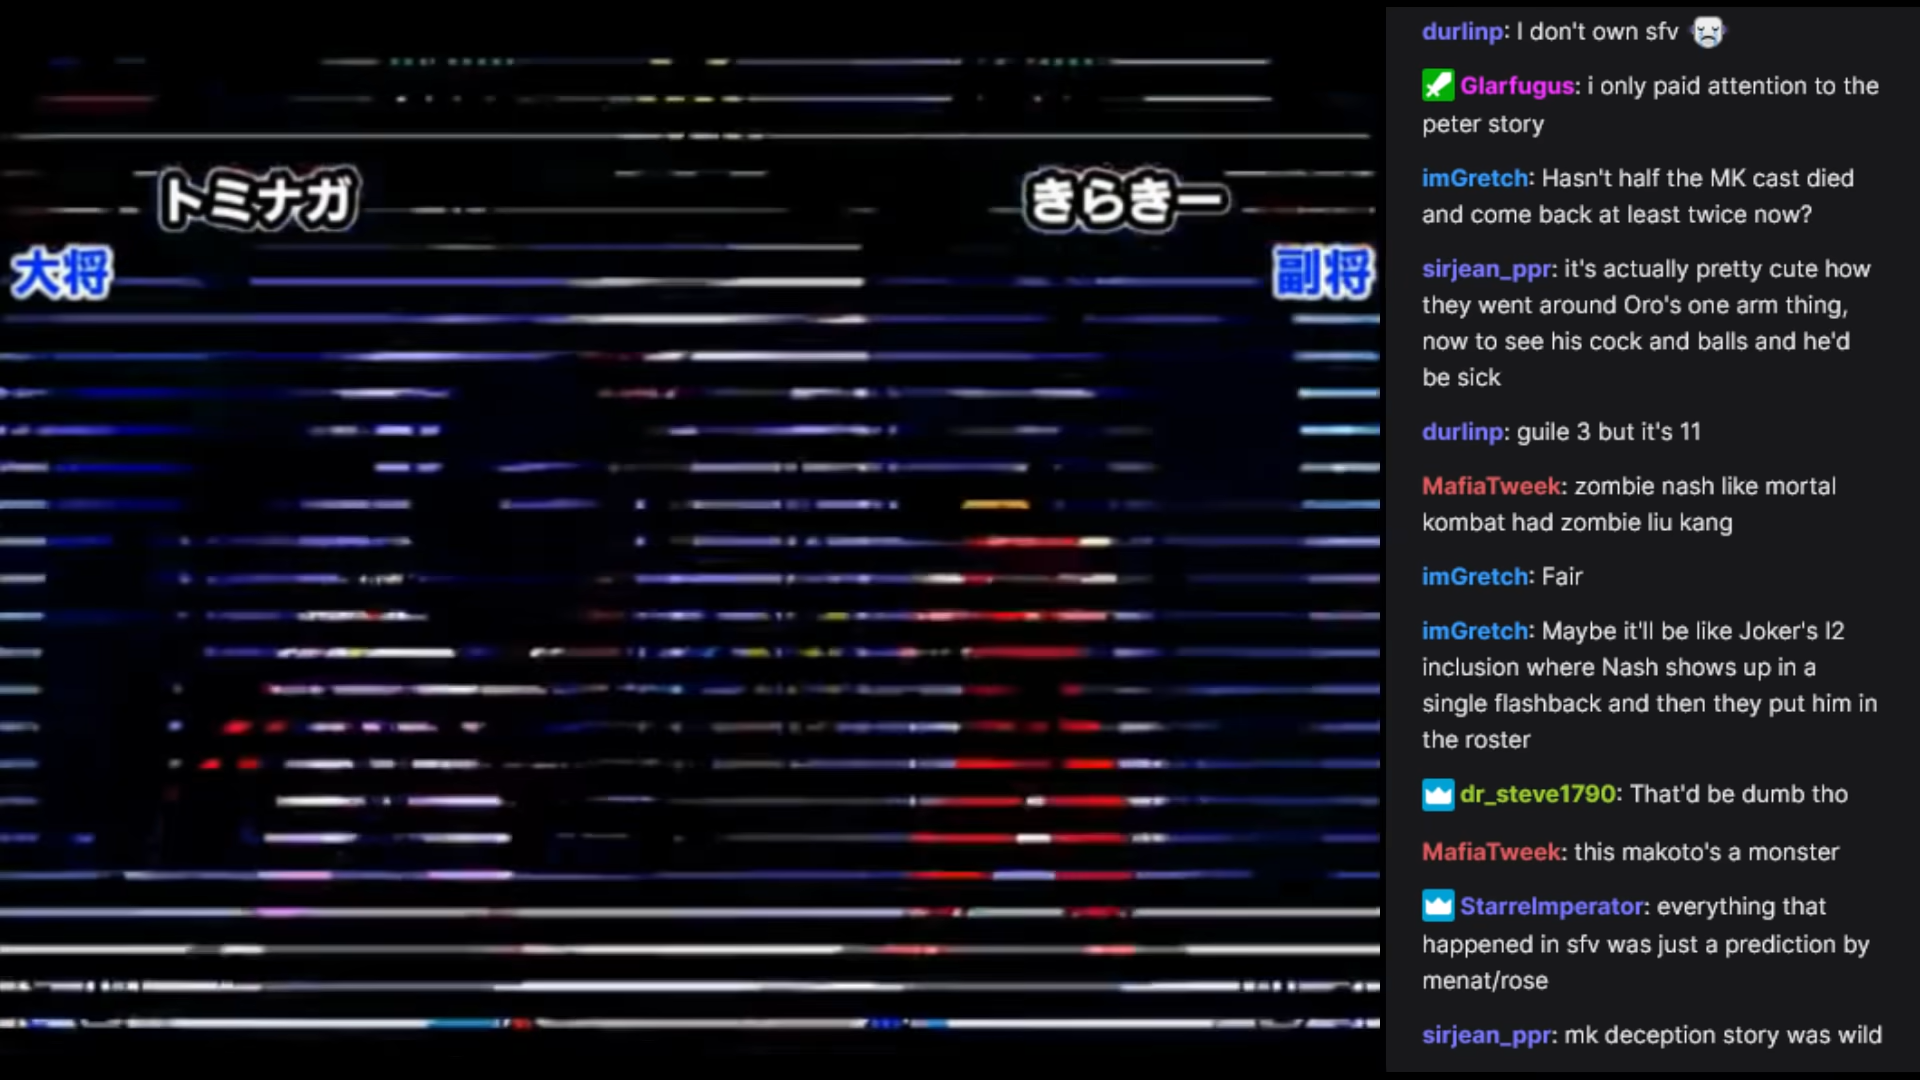 トミナガ
きらきー
大将
副将
durlinp: I don't own sfv
Glarfugus: i only paid attention to the
peter story
imGretch: Hasn't half the MK cast died
and come back at least twice now?
sirjean_ppr: it's actually pretty cute how
they went around Oro's one arm thing,
now to see his cock and balls and he'd
be sick
durlinp: guile 3 but it's 11
MafiaTweek: zombie nash like mortal
kombat had zombie liu kang
imGretch: Fair
imGretch: Maybe it'll be like Joker's I2
inclusion where Nash shows up in a
single flashback and then they put him in
the roster
dr_steve1790: That'd be dumb tho
MafiaTweek: this makoto's a monster
StarreImperator: everything that
happened in sfv was just a prediction by
menat/rose
sirjean_ppr: mk deception story was wild